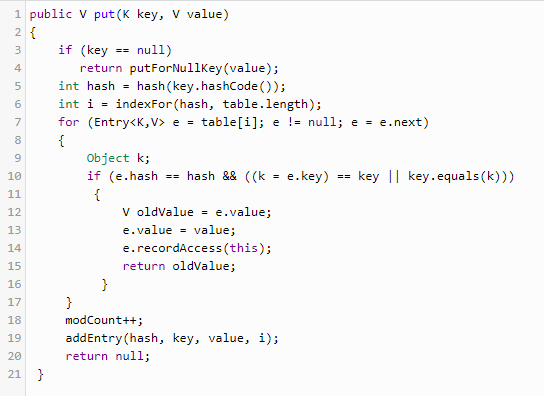 1 public V put(K key, V value)
2 {
3     if (key == null)
4        return putForNullKey(value);
5     int hash = hash(key.hashCode());
6     int i = indexFor(hash, table.length);
7     for (Entry<K,V> e = table[i]; e != null; e = e.next)
8     {
9         Object k;
10         if (e.hash == hash && ((k = e.key) == key || key.equals(k)))
11          {
12              V oldValue = e.value;
13              e.value = value;
14              e.recordAccess(this);
15              return oldValue;
16           }
17      }
18      modCount++;
19      addEntry(hash, key, value, i);
20      return null;
21  }